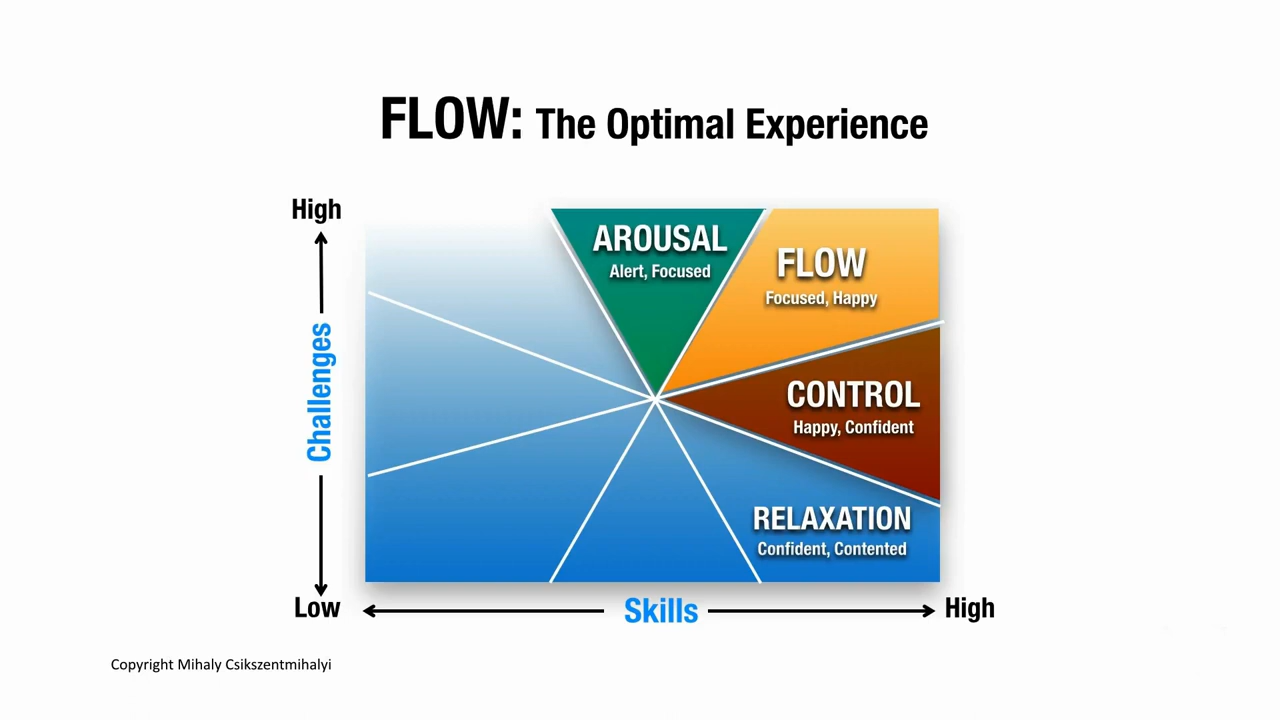 FLOW: The Optimal Experience
High
AROUSAL
Alert, Focused
FLOW
Focused, Happy
Challenges
CONTROL
Happy, Confident
RELAXATION
Confident, Contented
Low
Skills
High
Copyright Mihaly Csikszentmihalyi